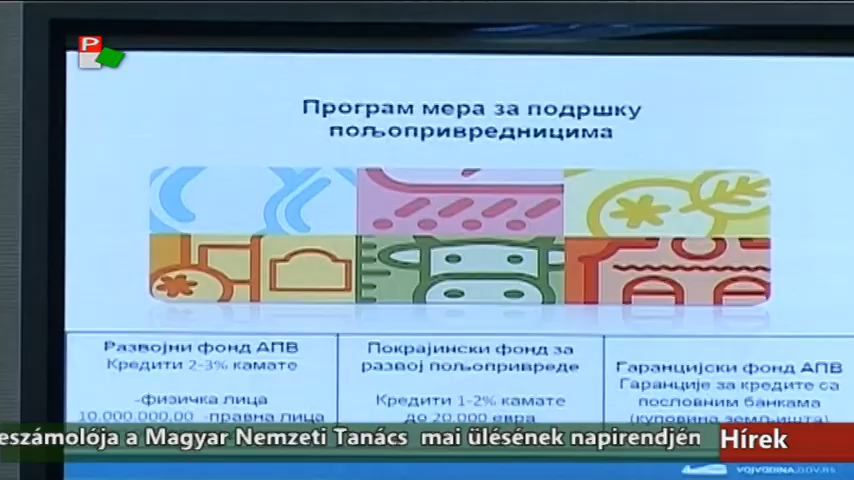 P
Програм мера за подршку
пољопривредницима
Развојни фонд АПВ
Кредити 2-3% камате
-физичка лица
10.000.000,00 -правна лица
Покрајински фонд за
развој пољопривреде
Кредити 1-2% камате
до 20.000 евра
Гаранцијски фонд АПВ
Гаранције за кредите са
пословним банкама
(куповина земљишта)
eszámolója a Magyar Nemzeti Tanács mai ülésének napirendjén
Hírek
VOJVODINA.GOV.RS